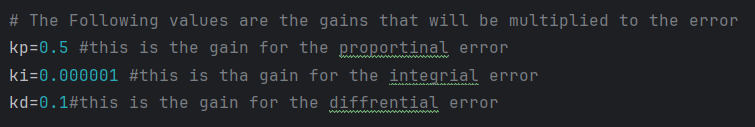 # The Following values are the gains that will be multiplied to the error
kp=0.5 #this is the gain for the proportinal error
ki=0.000001 #this is tha gain for the integrial error
kd=0.1#this is the gain for the diffrential error